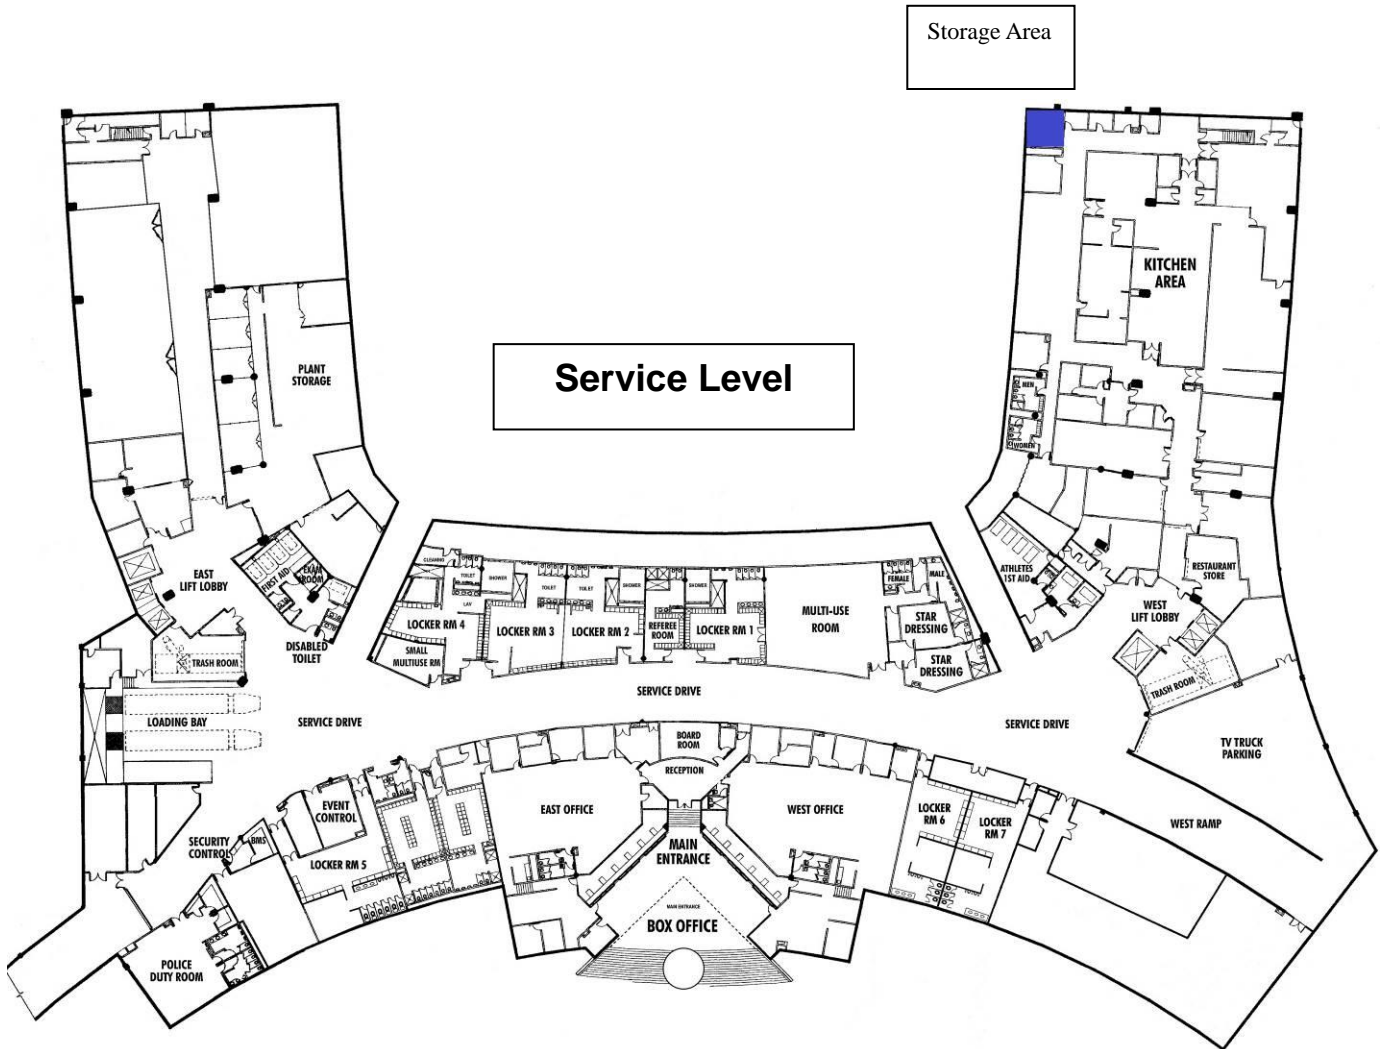 Storage Area
Service Level
KITCHEN
AREA
PLANT
STORAGE
MEN
WOMEN
EAST
LIFT LOBBY
FIRST AID
EXAM
ROOM
DISABLED
TOILET
TRASH ROOM
LOADING BAY
SERVICE DRIVE
CLEANING
TOILET
LAV
SHOWER
TOILET
TOILET
SHOWER
SHOWER
LOCKER RM 4
LOCKER RM 3
LOCKER RM 2
REFEREE
ROOM
LOCKER RM 1
SMALL
MULTIUSE RM
MULTI-USE
ROOM
FEMALE
MALE
STAR
DRESSING
STAR
DRESSING
SERVICE DRIVE
ATHLETES
1ST AID
RESTAURANT
STORE
WEST
LIFT LOBBY
TRASH ROOM
SERVICE DRIVE
TV TRUCK
PARKING
WEST RAMP
BOARD
ROOM
RECEPTION
EAST OFFICE
WEST OFFICE
MAIN
ENTRANCE
MAIN ENTRANCE
BOX OFFICE
EVENT
CONTROL
SECURITY
CONTROL
BMS
LOCKER RM 5
LOCKER
RM 6
LOCKER
RM 7
POLICE
DUTY ROOM